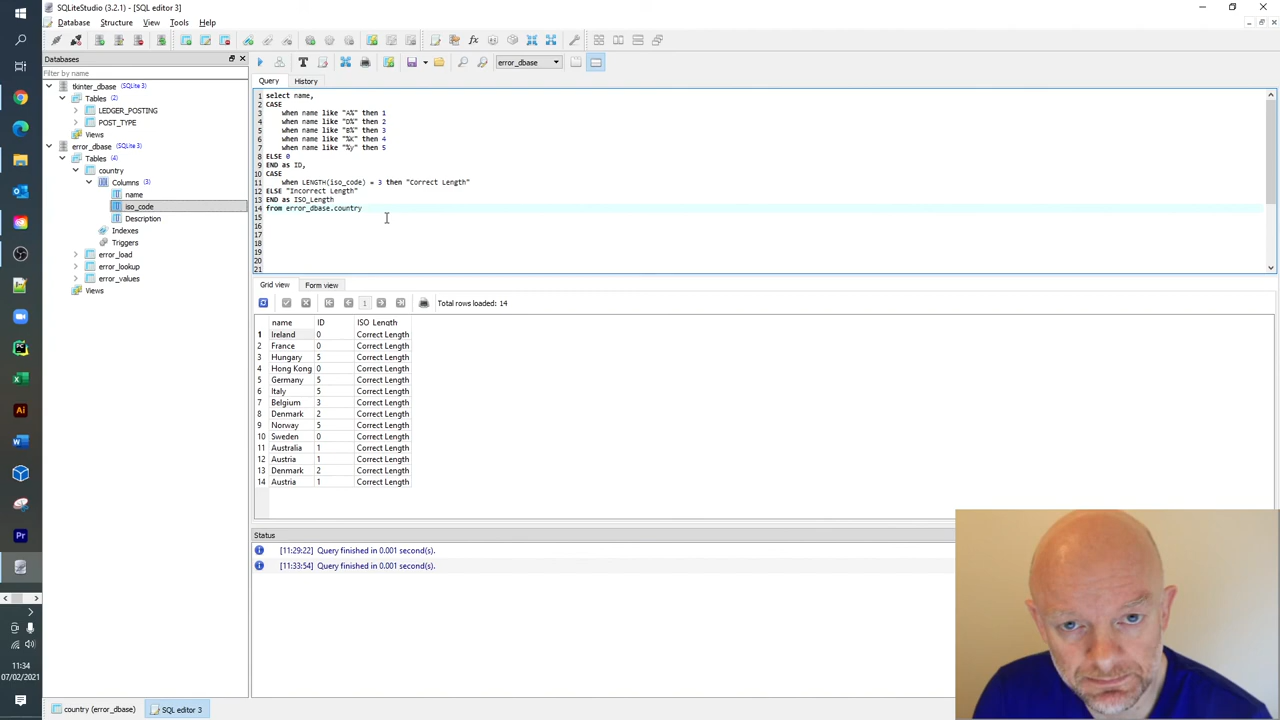 SQLiteStudio (3.2.1) - [SQL editor 3]
Database Structure View Tools Help
error_dbase
Databases
Filter by name
tkinter_dbase (SQLite 3)
Tables (2)
LEDGER_POSTING
POST_TYPE
Views
error_dbase (SQLite 3)
Tables (4)
country
Columns (3)
name
iso_code
Description
Indexes
Triggers
error_load
error_lookup
error_values
Views
Query History
1 select name,
2 CASE
3 when name like "A%" then 1
4 when name like "D%" then 2
5 when name like "B%" then 3
6 when name like "%K" then 4
7 when name like "%y" then 5
8 ELSE 0
9 END as ID,
10 CASE
11 when LENGTH(iso_code) = 3 then "Correct Length"
12 ELSE "Incorrect Length"
13 END as ISO_Length
14 from error_dbase.country
15
16
17
18
19
20
21
Grid view Form view
1 Total rows loaded: 14
name ID ISO_Length
1 Ireland 0 Correct Length
2 France 0 Correct Length
3 Hungary 5 Correct Length
4 Hong Kong 0 Correct Length
5 Germany 5 Correct Length
6 Italy 5 Correct Length
7 Belgium 3 Correct Length
8 Denmark 2 Correct Length
9 Norway 5 Correct Length
10 Sweden 0 Correct Length
11 Australia 1 Correct Length
12 Austria 1 Correct Length
13 Denmark 2 Correct Length
14 Austria 1 Correct Length
Status
[11:29:22] Query finished in 0.001 second(s).
[11:33:54] Query finished in 0.001 second(s).
11:34
07/02/2021
country (error_dbase) SQL editor 3